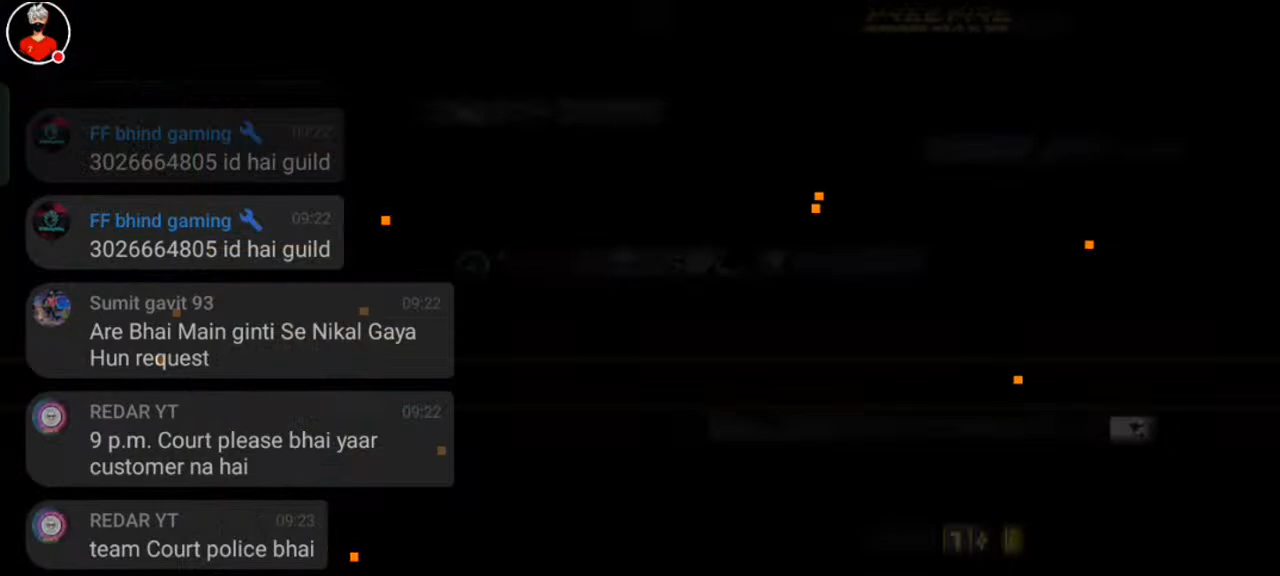 FF bhind gaming 09:22
3026664805 id hai guild
FF bhind gaming 09:22
3026664805 id hai guild
Sumit gavit 93 09:22
Are Bhai Main ginti Se Nikal Gaya
Hun request
REDAR YT 09:22
9 p.m. Court please bhai yaar
customer na hai
REDAR YT 09:23
team Court police bhai